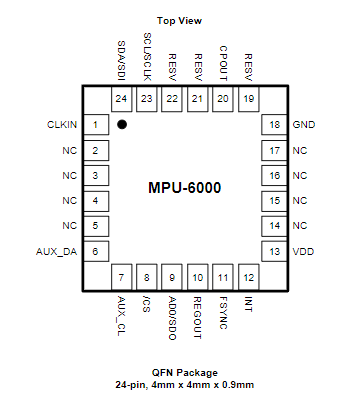 Top View
SDA/SDI
SCL/SCLK
RESV
RESV
CPOUT
RESV
24 23 22 21 20 19
CLKIN 1 18 GND
NC 2 17 NC
NC 3 16 NC
MPU-6000
NC 4 15 NC
NC 5 14 NC
AUX_DA 6 13 VDD
7 8 9 10 11 12
AUX_CL
/CS
AD0/SDO
REGOUT
FSYNC
INT
QFN Package
24-pin, 4mm x 4mm x 0.9mm